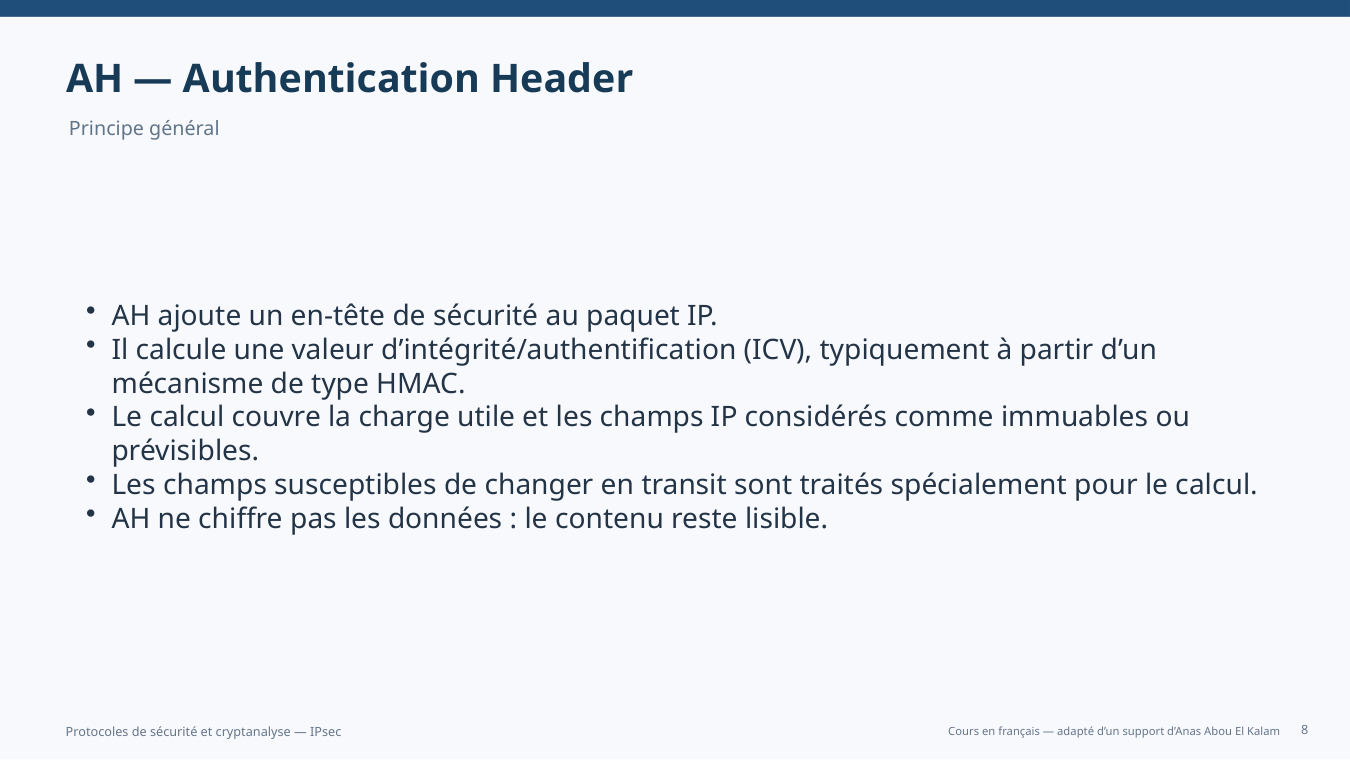 AH — Authentication Header
Principe général
• AH ajoute un en-tête de sécurité au paquet IP.
• Il calcule une valeur d’intégrité/authentification (ICV), typiquement à partir d’un
mécanisme de type HMAC.
• Le calcul couvre la charge utile et les champs IP considérés comme immuables ou
prévisibles.
• Les champs susceptibles de changer en transit sont traités spécialement pour le calcul.
• AH ne chiffre pas les données : le contenu reste lisible.
Protocoles de sécurité et cryptanalyse — IPsec
Cours en français — adapté d’un support d’Anas Abou El Kalam 8